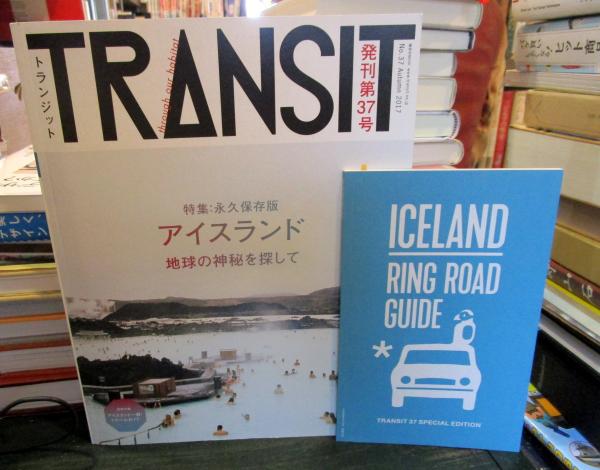 TRANSIT
through our habitat
トランジット
発刊第37号
No.37 Autumn 2017
特集:永久保存版
アイスランド
地球の神秘を探して
ICELAND
RING ROAD
GUIDE
*
TRANSIT 37 SPECIAL EDITION